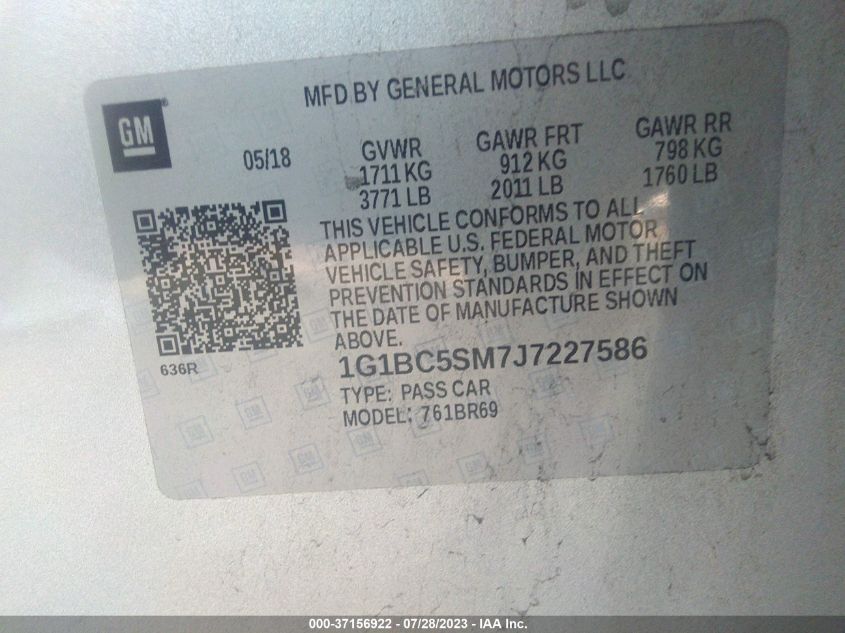 MFD BY GENERAL MOTORS LLC
GM
05/18
GVWR GAWR FRT GAWR RR
1711 KG 912 KG 798 KG
3771 LB 2011 LB 1760 LB
THIS VEHICLE CONFORMS TO ALL
APPLICABLE U.S. FEDERAL MOTOR
VEHICLE SAFETY, BUMPER, AND THEFT
PREVENTION STANDARDS IN EFFECT ON
THE DATE OF MANUFACTURE SHOWN
ABOVE.
636R
1G1BC5SM7J7227586
TYPE: PASS CAR
MODEL: 761BR69
000-37156922 / 07/28/2023 - IAA Inc.